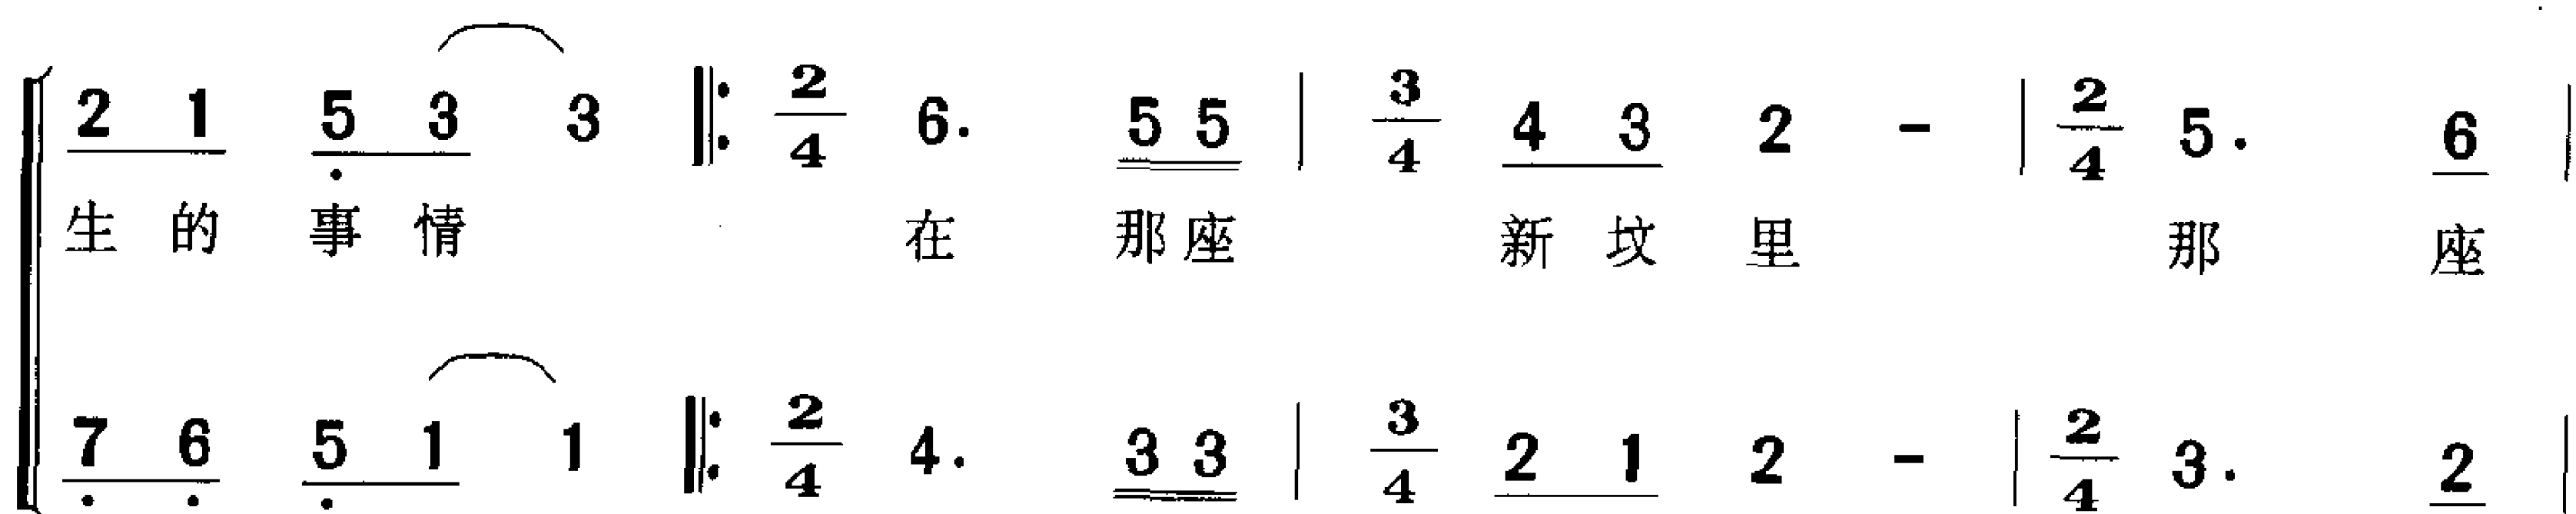 2 1 5 3 3 ‖: 2/4 6. 5 5 | 3/4 4 3 2 - | 2/4 5. 6 |
生 的 事 情 在 那 座 新 坟 里 那 座
7 6 5 1 1 ‖: 2/4 4. 3 3 | 3/4 2 1 2 - | 2/4 3. 2 |